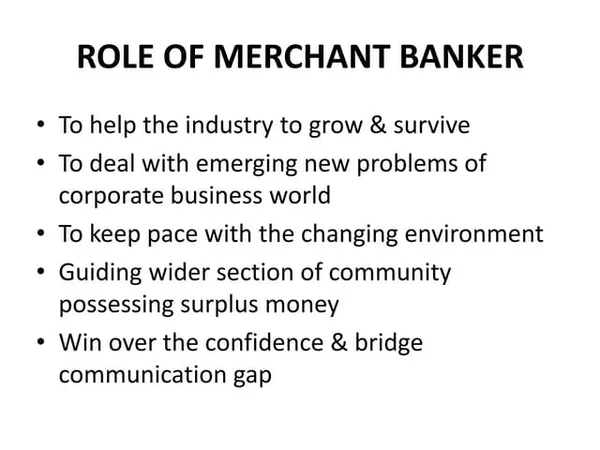 ROLE OF MERCHANT BANKER
• To help the industry to grow & survive
• To deal with emerging new problems of
corporate business world
• To keep pace with the changing environment
• Guiding wider section of community
possessing surplus money
• Win over the confidence & bridge
communication gap